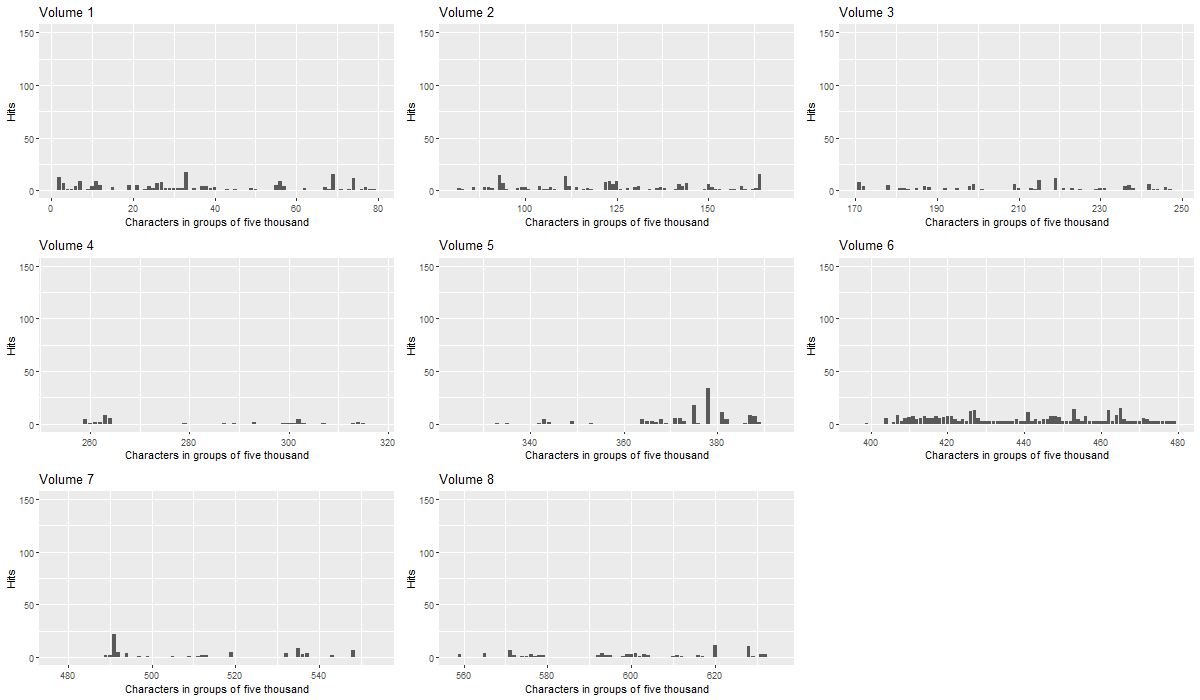 Volume 1
150
100
50
0
Hits
0 20 40 60 80
Characters in groups of five thousand
Volume 2
150
100
50
0
Hits
100 125 150
Characters in groups of five thousand
Volume 3
150
100
50
0
Hits
170 190 210 230 250
Characters in groups of five thousand
Volume 4
150
100
50
0
Hits
260 280 300 320
Characters in groups of five thousand
Volume 5
150
100
50
0
Hits
340 360 380
Characters in groups of five thousand
Volume 6
150
100
50
0
Hits
400 420 440 460 480
Characters in groups of five thousand
Volume 7
150
100
50
0
Hits
480 500 520 540
Characters in groups of five thousand
Volume 8
150
100
50
0
Hits
560 580 600 620
Characters in groups of five thousand